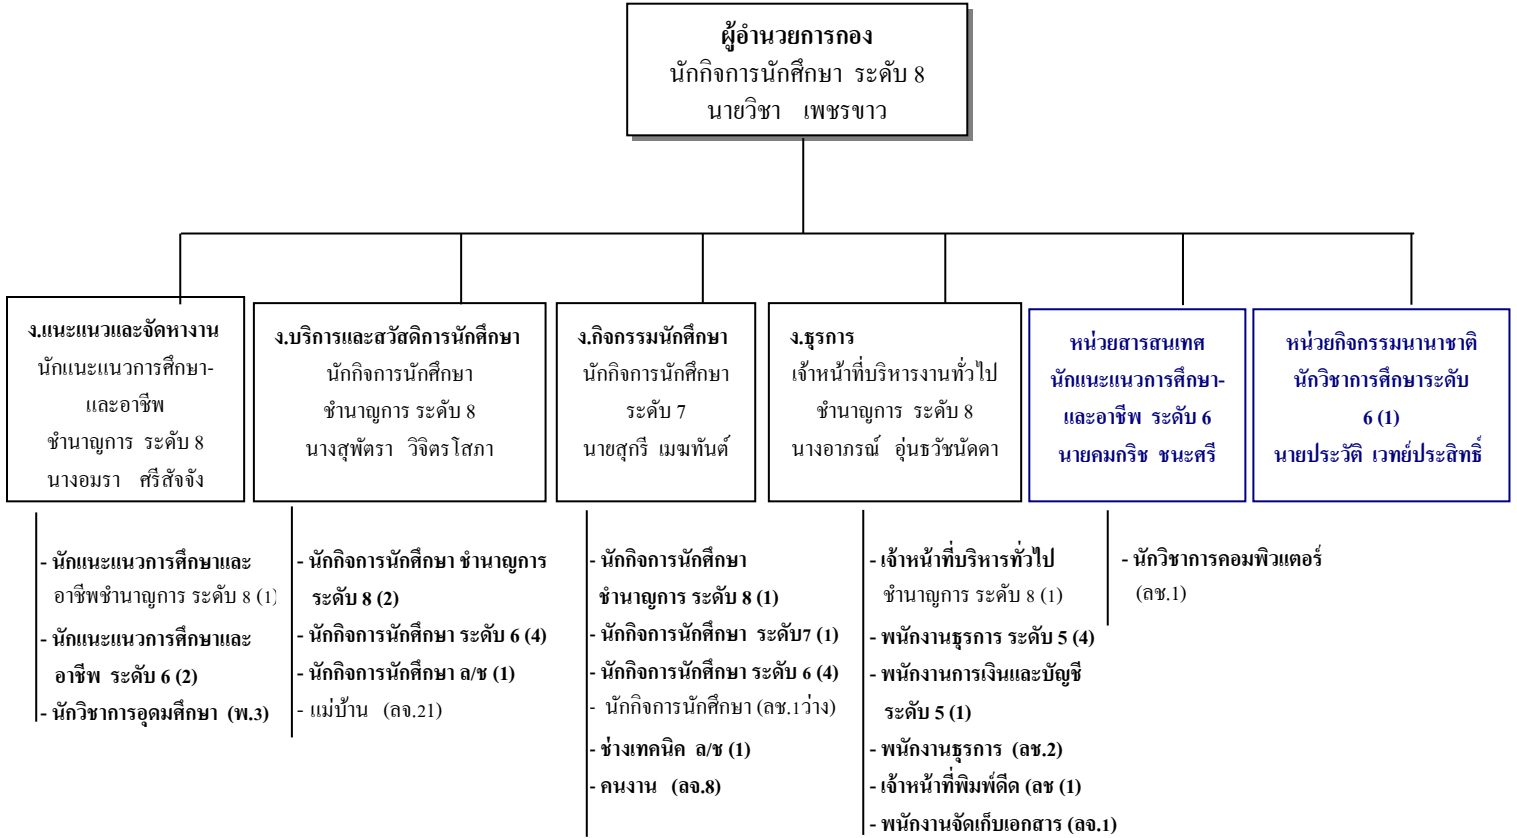 ผู้อำนวยการกอง
นักกิจการนักศึกษา ระดับ 8
นายวิชา เพชรขาว
ง.แนะแนวและจัดหางาน
นักแนะแนวการศึกษา-
และอาชีพ
ชำนาญการ ระดับ 8
นางอมรา ศรีสัจจัง
ง.บริการและสวัสดิการนักศึกษา
นักกิจการนักศึกษา
ชำนาญการ ระดับ 8
นางสุพัตรา วิจิตรโสภา
ง.กิจกรรมนักศึกษา
นักกิจการนักศึกษา
ระดับ 7
นายสุกรี เมฆทันต์
ง.ธุรการ
เจ้าหน้าที่บริหารงานทั่วไป
ชำนาญการ ระดับ 8
นางอาภรณ์ อุ่นธวัชนัดดา
หน่วยสารสนเทศ
นักแนะแนวการศึกษา-
และอาชีพ ระดับ 6
นายคมกริช ชนะศรี
หน่วยกิจกรรมนานาชาติ
นักวิชาการศึกษาระดับ
6 (1)
นายประวัติ เวทย์ประสิทธิ์
- นักแนะแนวการศึกษาและ
อาชีพชำนาญการ ระดับ 8 (1)
- นักแนะแนวการศึกษาและ
อาชีพ ระดับ 6 (2)
- นักวิชาการอุดมศึกษา (พ.3)
- นักกิจการนักศึกษา ชำนาญการ
ระดับ 8 (2)
- นักกิจการนักศึกษา ระดับ 6 (4)
- นักกิจการนักศึกษา ล/ช (1)
- แม่บ้าน (ลจ.21)
- นักกิจการนักศึกษา
ชำนาญการ ระดับ 8 (1)
- นักกิจการนักศึกษา ระดับ7 (1)
- นักกิจการนักศึกษา ระดับ 6 (4)
- นักกิจการนักศึกษา (ลช.1ว่าง)
- ช่างเทคนิค ล/ช (1)
- คนงาน (ลจ.8)
- เจ้าหน้าที่บริหารทั่วไป
ชำนาญการ ระดับ 8 (1)
- พนักงานธุรการ ระดับ 5 (4)
- พนักงานการเงินและบัญชี
ระดับ 5 (1)
- พนักงานธุรการ (ลช.2)
- เจ้าหน้าที่พิมพ์ดีด (ลช (1)
- พนักงานจัดเก็บเอกสาร (ลจ.1)
- นักวิชาการคอมพิวแตอร์
(ลช.1)